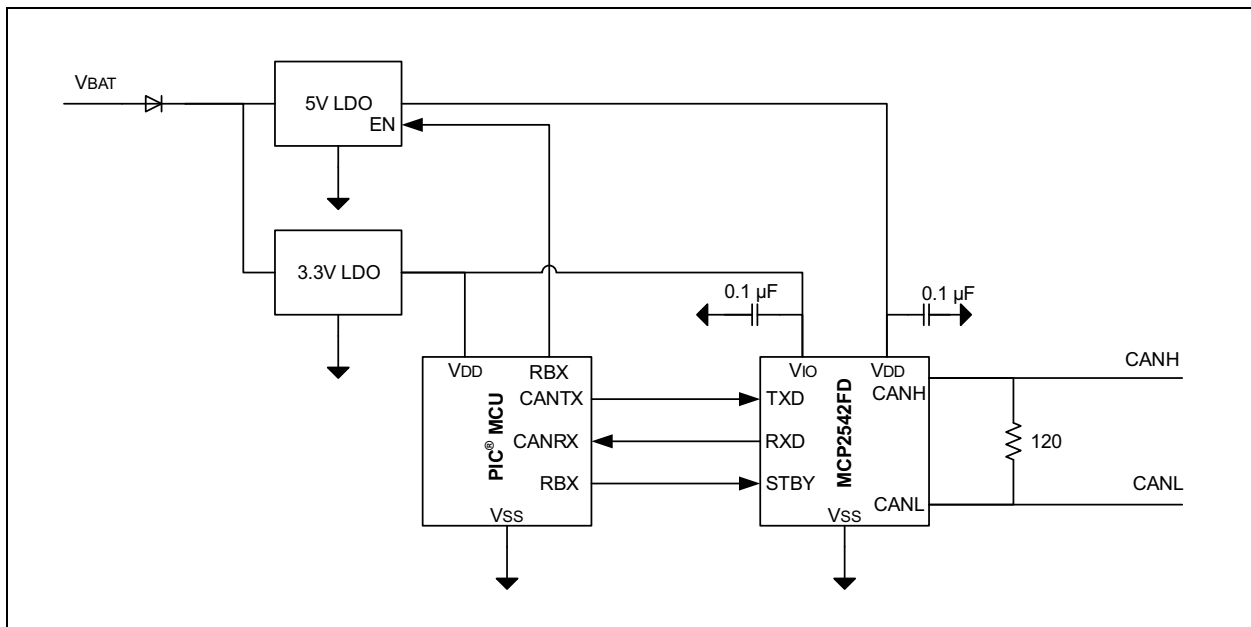 VBAT
5V LDO
EN
3.3V LDO
0.1 µF
0.1 µF
VDD
RBX
VIO
VDD
CANH
CANTX
TXD
CANH
PIC® MCU
CANRX
RXD
MCP2542FD
120
RBX
STBY
CANL
CANL
VSS
VSS